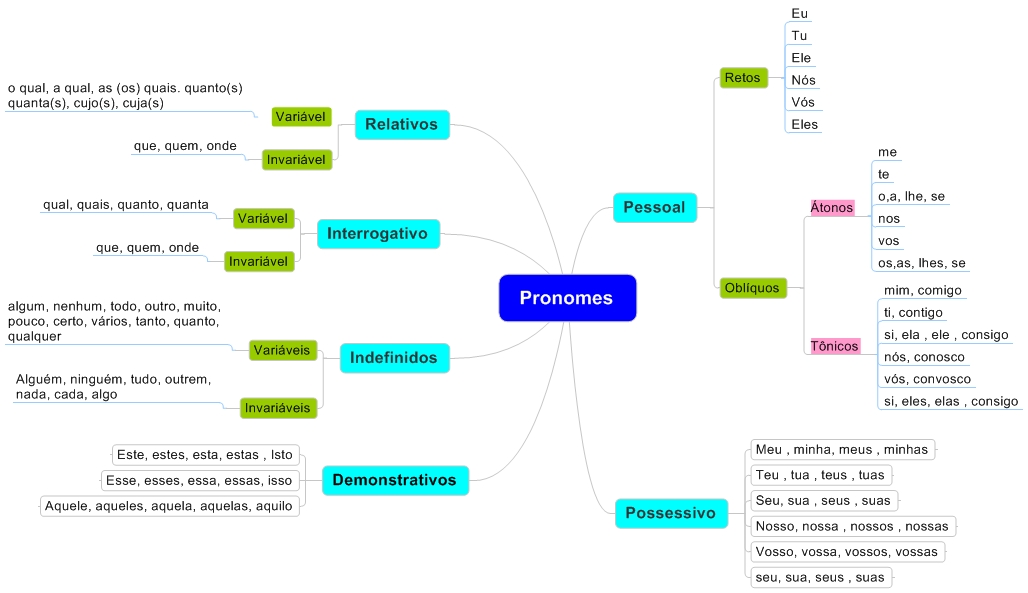 Pronomes
Relativos
Variável
o qual, a qual, as (os) quais. quanto(s)
quanta(s), cujo(s), cuja(s)
Invariável
que, quem, onde
Interrogativo
Variável
qual, quais, quanto, quanta
Invariável
que, quem, onde
Indefinidos
Variáveis
algum, nenhum, todo, outro, muito,
pouco, certo, vários, tanto, quanto,
qualquer
Invariáveis
Alguém, ninguém, tudo, outrem,
nada, cada, algo
Demonstrativos
Este, estes, esta, estas , Isto
Esse, esses, essa, essas, isso
Aquele, aqueles, aquela, aquelas, aquilo
Pessoal
Retos
Eu
Tu
Ele
Nós
Vós
Eles
Oblíquos
Átonos
me
te
o,a, lhe, se
nos
vos
os,as, lhes, se
Tônicos
mim, comigo
ti, contigo
si, ela , ele , consigo
nós, conosco
vós, convosco
si, eles, elas , consigo
Possessivo
Meu , minha, meus , minhas
Teu , tua , teus , tuas
Seu, sua , seus , suas
Nosso, nossa , nossos , nossas
Vosso, vossa, vossos, vossas
seu, sua, seus , suas